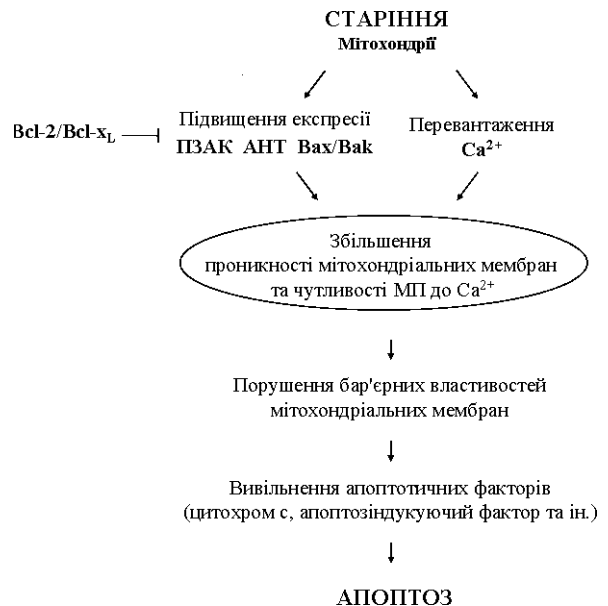 СТАРІННЯ
Мітохондрії
Підвищення експресії
ПЗАК АНТ Bax/Bak
Bcl-2/Bcl-xL
Перевантаження
Ca²⁺
Збільшення
проникності мітохондріальних мембран
та чутливості МП до Ca²⁺
Порушення бар'єрних властивостей
мітохондріальних мембран
Вивільнення апоптотичних факторів
(цитохром с, апоптозіндукуючий фактор та ін.)
АПОПТОЗ